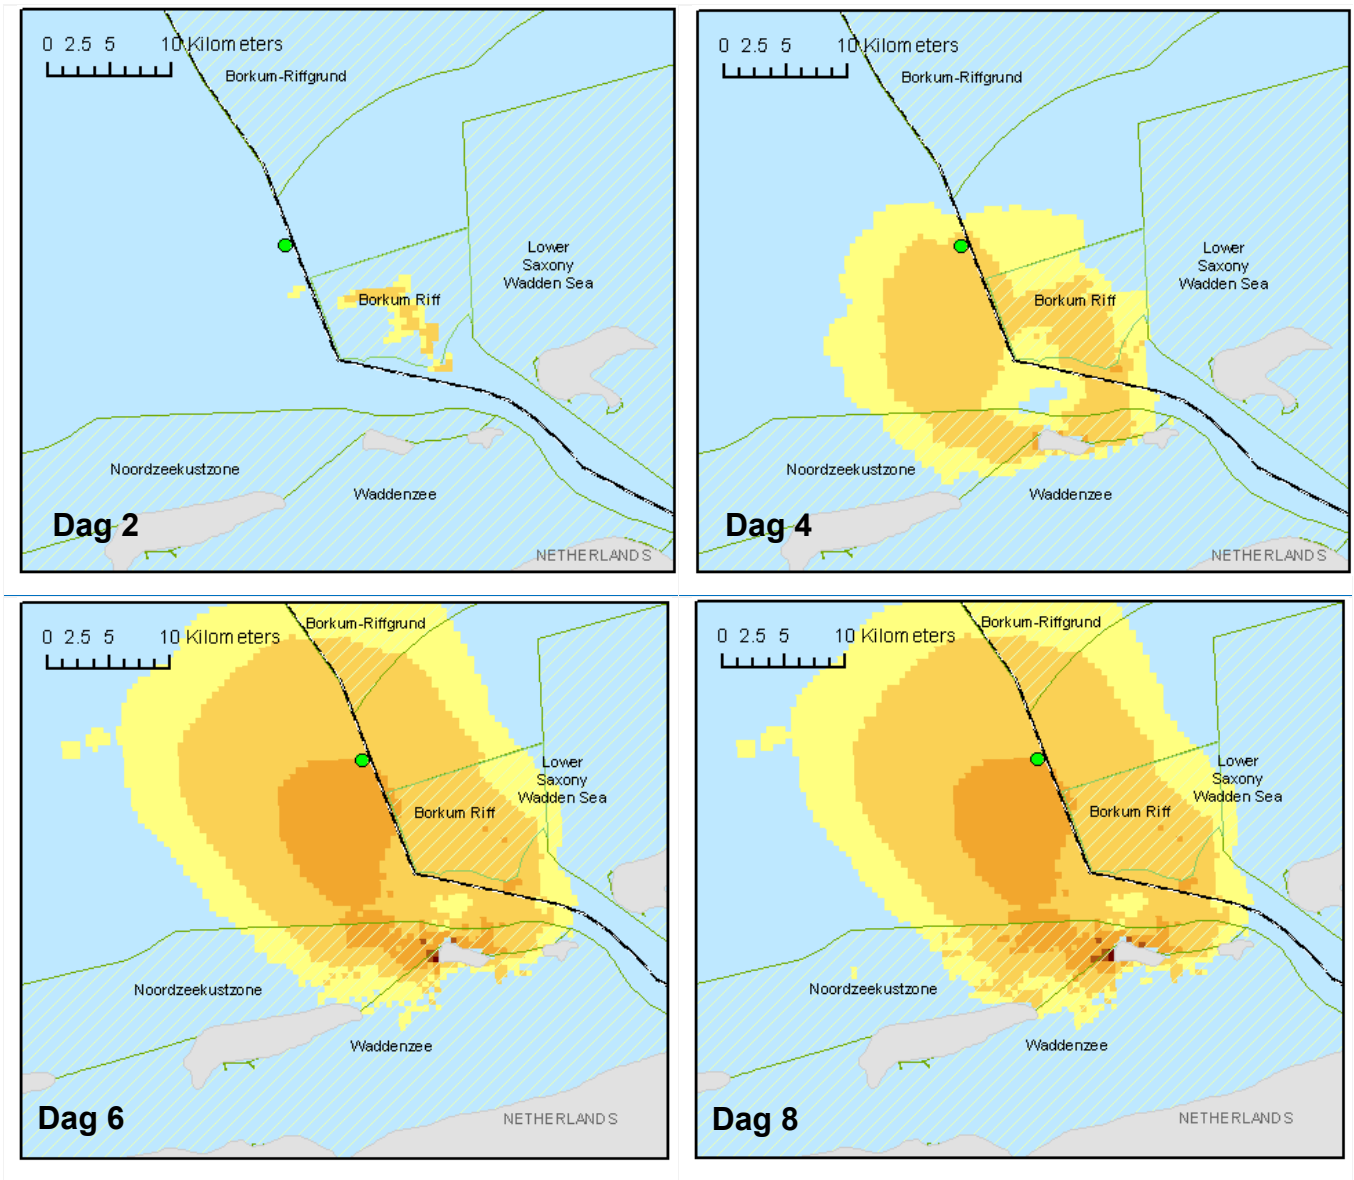 0 2.5 5 10 Kilometers
Borkum-Riffgrund
Lower
Saxony
Wadden Sea
Borkum Riff
Noordzeekustzone
Waddenzee
Dag 2
NETHERLANDS
0 2.5 5 10 Kilometers
Borkum-Riffgrund
Lower
Saxony
Wadden Sea
Borkum Riff
Noordzeekustzone
Waddenzee
Dag 4
NETHERLANDS
Borkum-Riffgrund
0 2.5 5 10 Kilometers
Lower
Saxony
Wadden Sea
Borkum Riff
Noordzeekustzone
Waddenzee
Dag 6
NETHERLANDS
Borkum-Riffgrund
0 2.5 5 10 Kilometers
Lower
Saxony
Wadden Sea
Borkum Riff
Noordzeekustzone
Waddenzee
Dag 8
NETHERLANDS